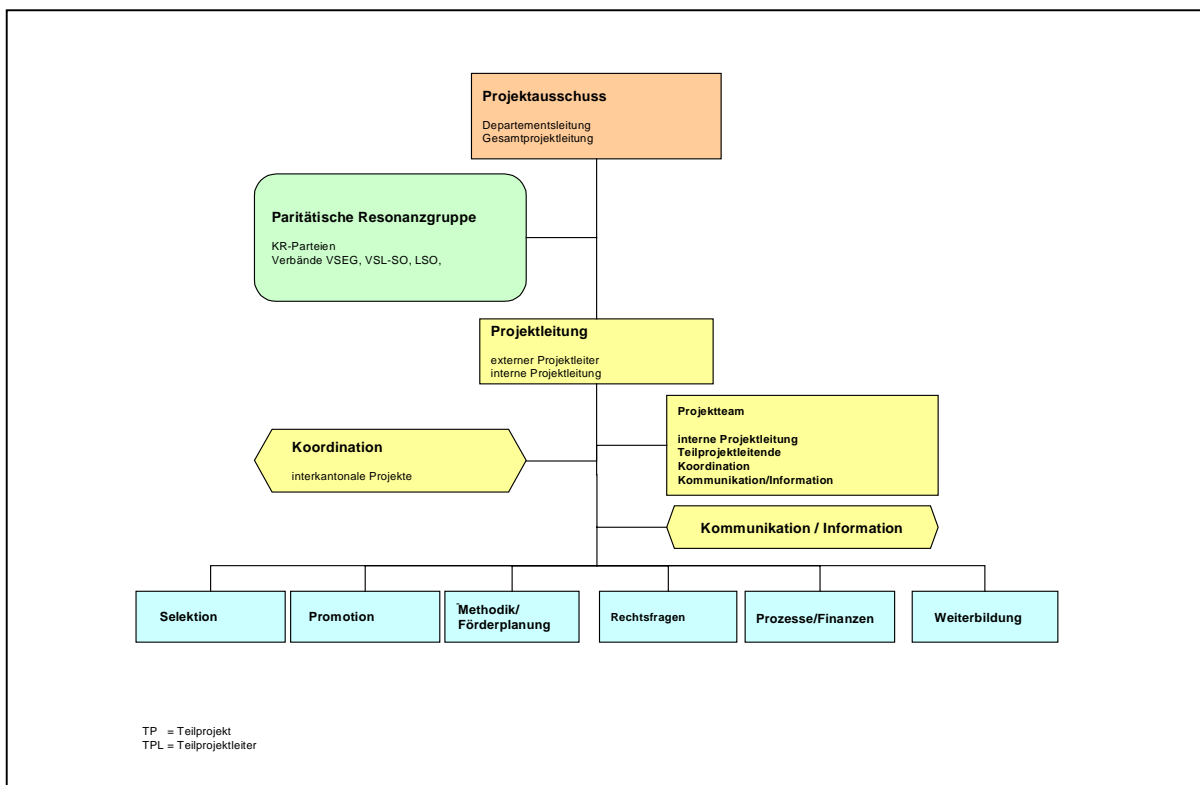 Projektausschuss
Departementsleitung
Gesamtprojektleitung
Paritätische Resonanzgruppe
KR-Parteien
Verbände VSEG, VSL-SO, LSO,
Projektleitung
externer Projektleiter
interne Projektleitung
Projektteam
interne Projektleitung
Teilprojektleitende
Koordination
Kommunikation/Information
Koordination
interkantonale Projekte
Kommunikation / Information
Selektion
Promotion
Methodik/
Förderplanung
Rechtsfragen
Prozesse/Finanzen
Weiterbildung
TP = Teilprojekt
TPL = Teilprojektleiter